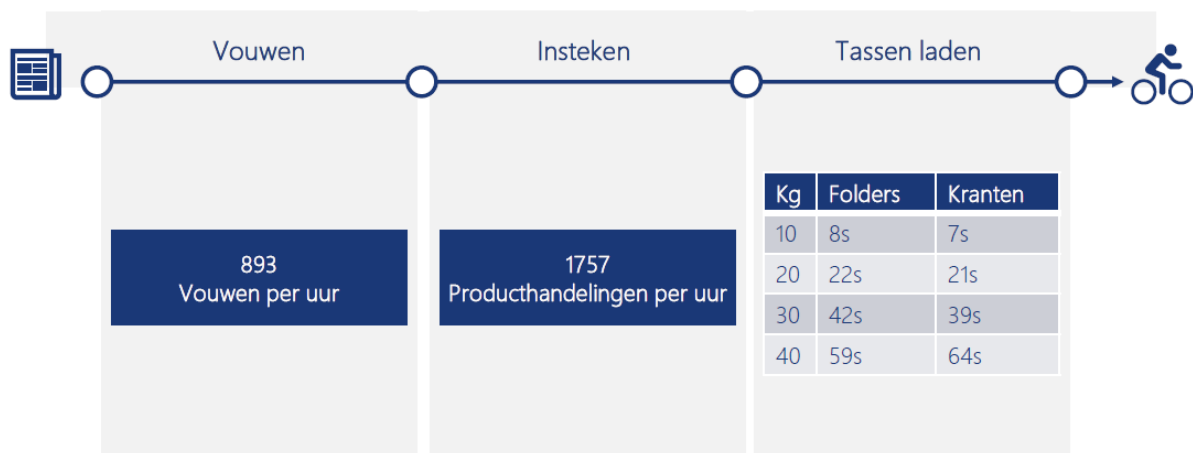 Vouwen
Insteken
Tassen laden
893
Vouwen per uur
1757
Producthandelingen per uur
Kg Folders Kranten
10 8s 7s
20 22s 21s
30 42s 39s
40 59s 64s